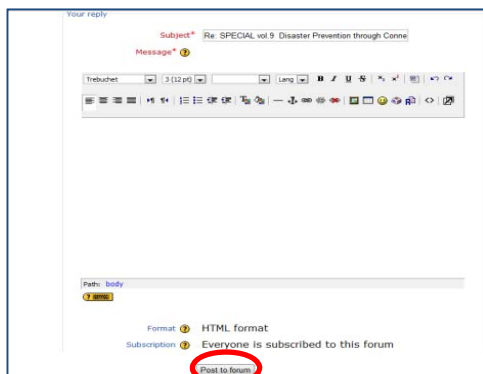 Your reply
Subject* Re: SPECIAL vol.9 Disaster Prevention through Conne
Message*
Trebuchet 3 (12 pt) Lang B I U S
Path: body
Format HTML format
Subscription Everyone is subscribed to this forum
Post to forum